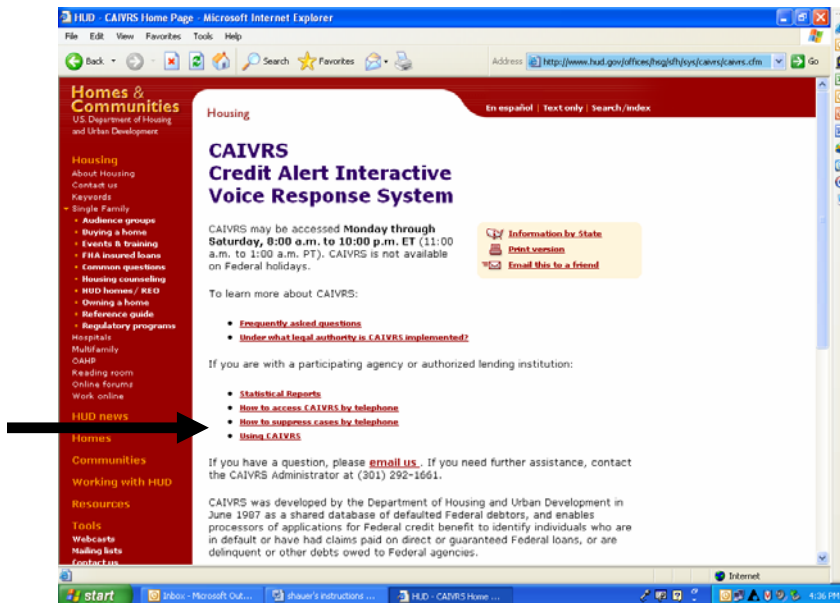 HUD - CAIVRS Home Page - Microsoft Internet Explorer
File Edit View Favorites Tools Help
Back Search Favorites Address http://www.hud.gov/offices/hsg/sfh/sys/caivrs/caivrs.cfm Go
Homes &
Communities
U.S. Department of Housing
and Urban Development
Housing
About Housing
Contact us
Keywords
Single Family
Audience groups
Buying a home
Events & training
FHA insured loans
Common questions
Housing counseling
HUD homes / REO
Owning a home
Reference guide
Regulatory programs
Hospitals
Multifamily
OAHP
Reading room
Online forums
Work online
HUD news
Homes
Communities
Working with HUD
Resources
Tools
Webcasts
Mailing lists
Contact us
Housing
En español | Text only | Search/index
CAIVRS
Credit Alert Interactive
Voice Response System
CAIVRS may be accessed Monday through
Saturday, 8:00 a.m. to 10:00 p.m. ET (11:00
a.m. to 1:00 a.m. PT). CAIVRS is not available
on Federal holidays.
Information by State
Print version
Email this to a friend
To learn more about CAIVRS:
Frequently asked questions
Under what legal authority is CAIVRS implemented?
If you are with a participating agency or authorized lending institution:
Statistical Reports
How to access CAIVRS by telephone
How to suppress cases by telephone
Using CAIVRS
If you have a question, please email us . If you need further assistance, contact
the CAIVRS Administrator at (301) 292-1661.
CAIVRS was developed by the Department of Housing and Urban Development in
June 1987 as a shared database of defaulted Federal debtors, and enables
processors of applications for Federal credit benefit to identify individuals who are
in default or have had claims paid on direct or guaranteed Federal loans, or are
delinquent or other debts owed to Federal agencies.
Internet
start Inbox - Microsoft Out... shauer's instructions ... HUD - CAIVRS Home ... 4:36 PM